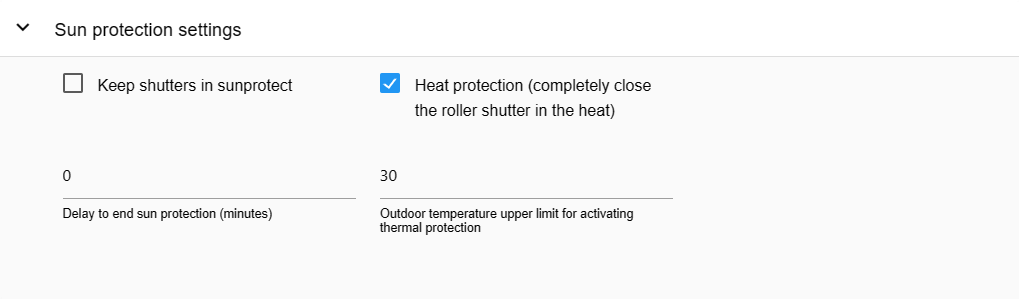 Sun protection settings
Keep shutters in sunprotect
Heat protection (completely close
the roller shutter in the heat)
0
30
Delay to end sun protection (minutes)
Outdoor temperature upper limit for activating
thermal protection